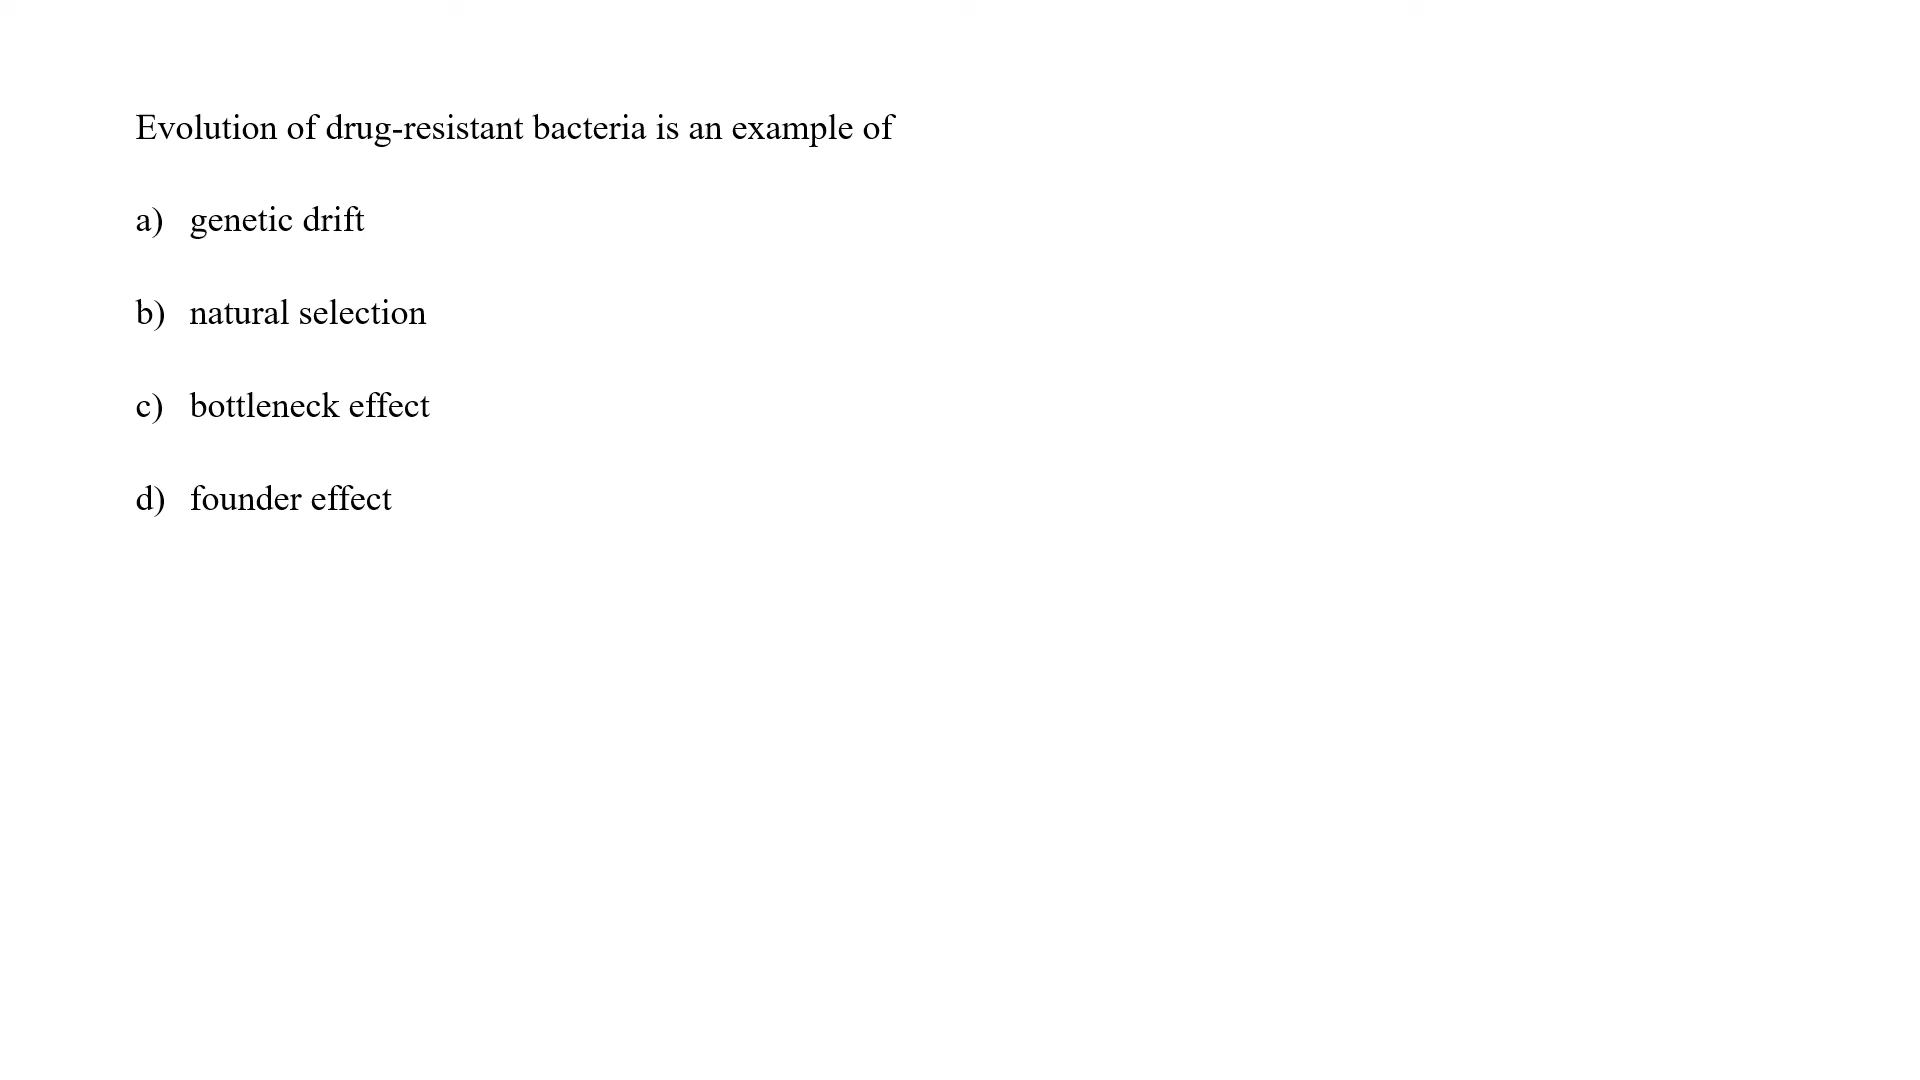 Evolution of drug-resistant bacteria is an example of
a) genetic drift
b) natural selection
c) bottleneck effect
d) founder effect